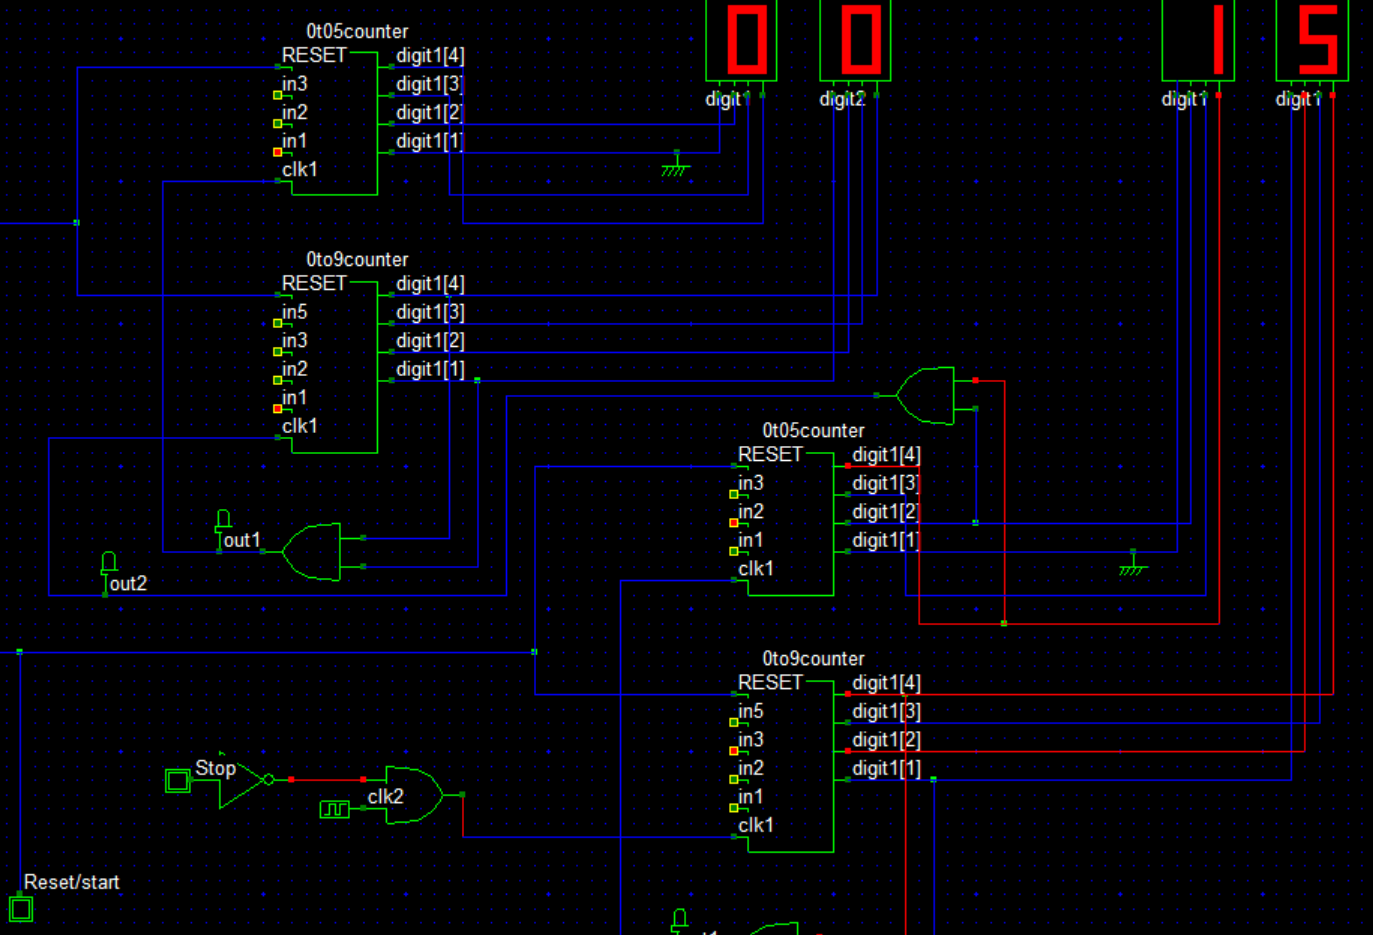 0 0 1 5
digit1 digit2 digit1 digit1
0t05counter
RESET digit1[4]
in3 digit1[3]
in2 digit1[2]
in1 digit1[1]
clk1
0to9counter
RESET digit1[4]
in5 digit1[3]
in3 digit1[2]
in2 digit1[1]
in1
clk1
out1
out2
0t05counter
RESET digit1[4]
in3 digit1[3]
in2 digit1[2]
in1 digit1[1]
clk1
0to9counter
RESET digit1[4]
in5 digit1[3]
in3 digit1[2]
in2 digit1[1]
in1
clk1
Stop
clk2
Reset/start